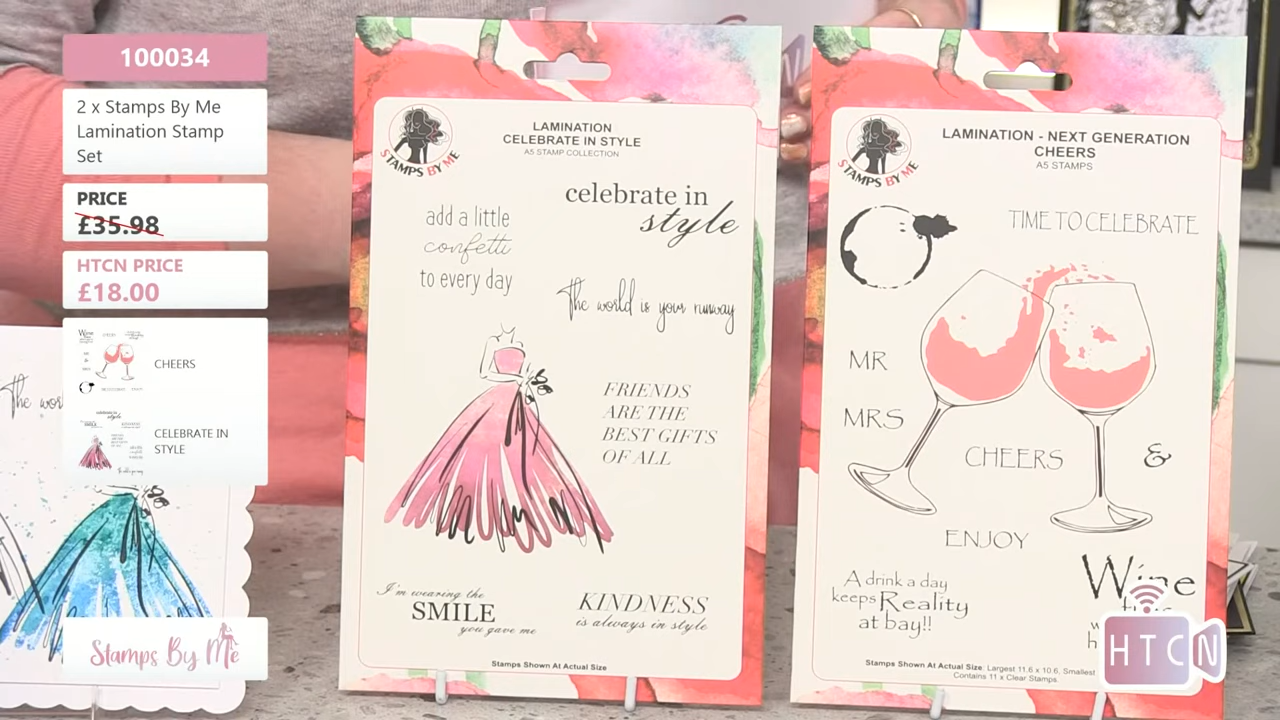 100034
2 x Stamps By Me
Lamination Stamp
Set
PRICE
£35.98
HTCN PRICE
£18.00
CHEERS
CELEBRATE IN
STYLE
Stamps By Me
The
STAMPS BY ME
LAMINATION
CELEBRATE IN STYLE
A5 STAMP COLLECTION
celebrate in
style
add a little
confetti
to every day
The world is your runway
FRIENDS
ARE THE
BEST GIFTS
OF ALL
I'm wearing the
SMILE
you gave me
KINDNESS
is always in style
Stamps Shown At Actual Size
STAMPS BY ME
LAMINATION - NEXT GENERATION
CHEERS
A5 STAMPS
TIME TO CELEBRATE
MR
MRS
CHEERS
&
ENJOY
A drink a day
keeps Reality
at bay!!
Wine
Stamps Shown At Actual Size: Largest 11.6 x 10.6, Smallest
Contains 11 x Clear Stamps.
HTCN